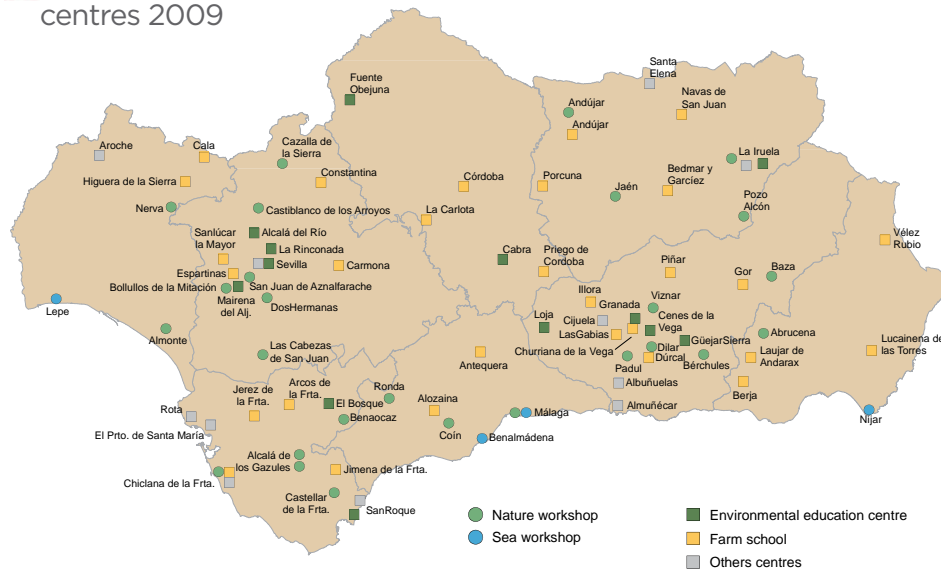 centres 2009
Santa
Elena
Fuente
Obejuna
Andújar
Navas de
San Juan
Andújar
Aroche
Cala
Cazalla de
la Sierra
La Iruela
Higuera de la Sierra
Constantina
Córdoba
Porcuna
Bedmar y
Garcíez
Jaén
Pozo
Alcón
Nerva
Castiblanco de los Arroyos
La Carlota
Sanlúcar
la Mayor
Alcalá del Río
La Rinconada
Sevilla
Carmona
Cabra
Priego de
Cordoba
Vélez
Rubio
Espartinas
Piñar
Gor
Baza
Bollullos de la Mitación
San Juan de Aznalfarache
Mairena
del Alj.
DosHermanas
Illora
Granada
Viznar
Lepe
Loja
Cijuela
LasGabias
Cenes de la
Vega
Abrucena
Almonte
Churriana de la Vega
GüejarSierra
Lucainena de
las Torres
Las Cabezas
de San Juan
Antequera
Padul
Dilar
Dúrcal
Bérchules
Laujar de
Andarax
Albuñuelas
Berja
Jerez de
la Frta.
Arcos de
la Frta.
El Bosque
Ronda
Benaocaz
Alozaina
Almuñécar
Rota
Málaga
Níjar
El Prto. de Santa María
Coín
Benalmádena
Alcalá de
los Gazules
Jimena de la Frta.
Chiclana de la Frta.
Castellar
de la Frta.
SanRoque
Nature workshop
Sea workshop
Environmental education centre
Farm school
Others centres